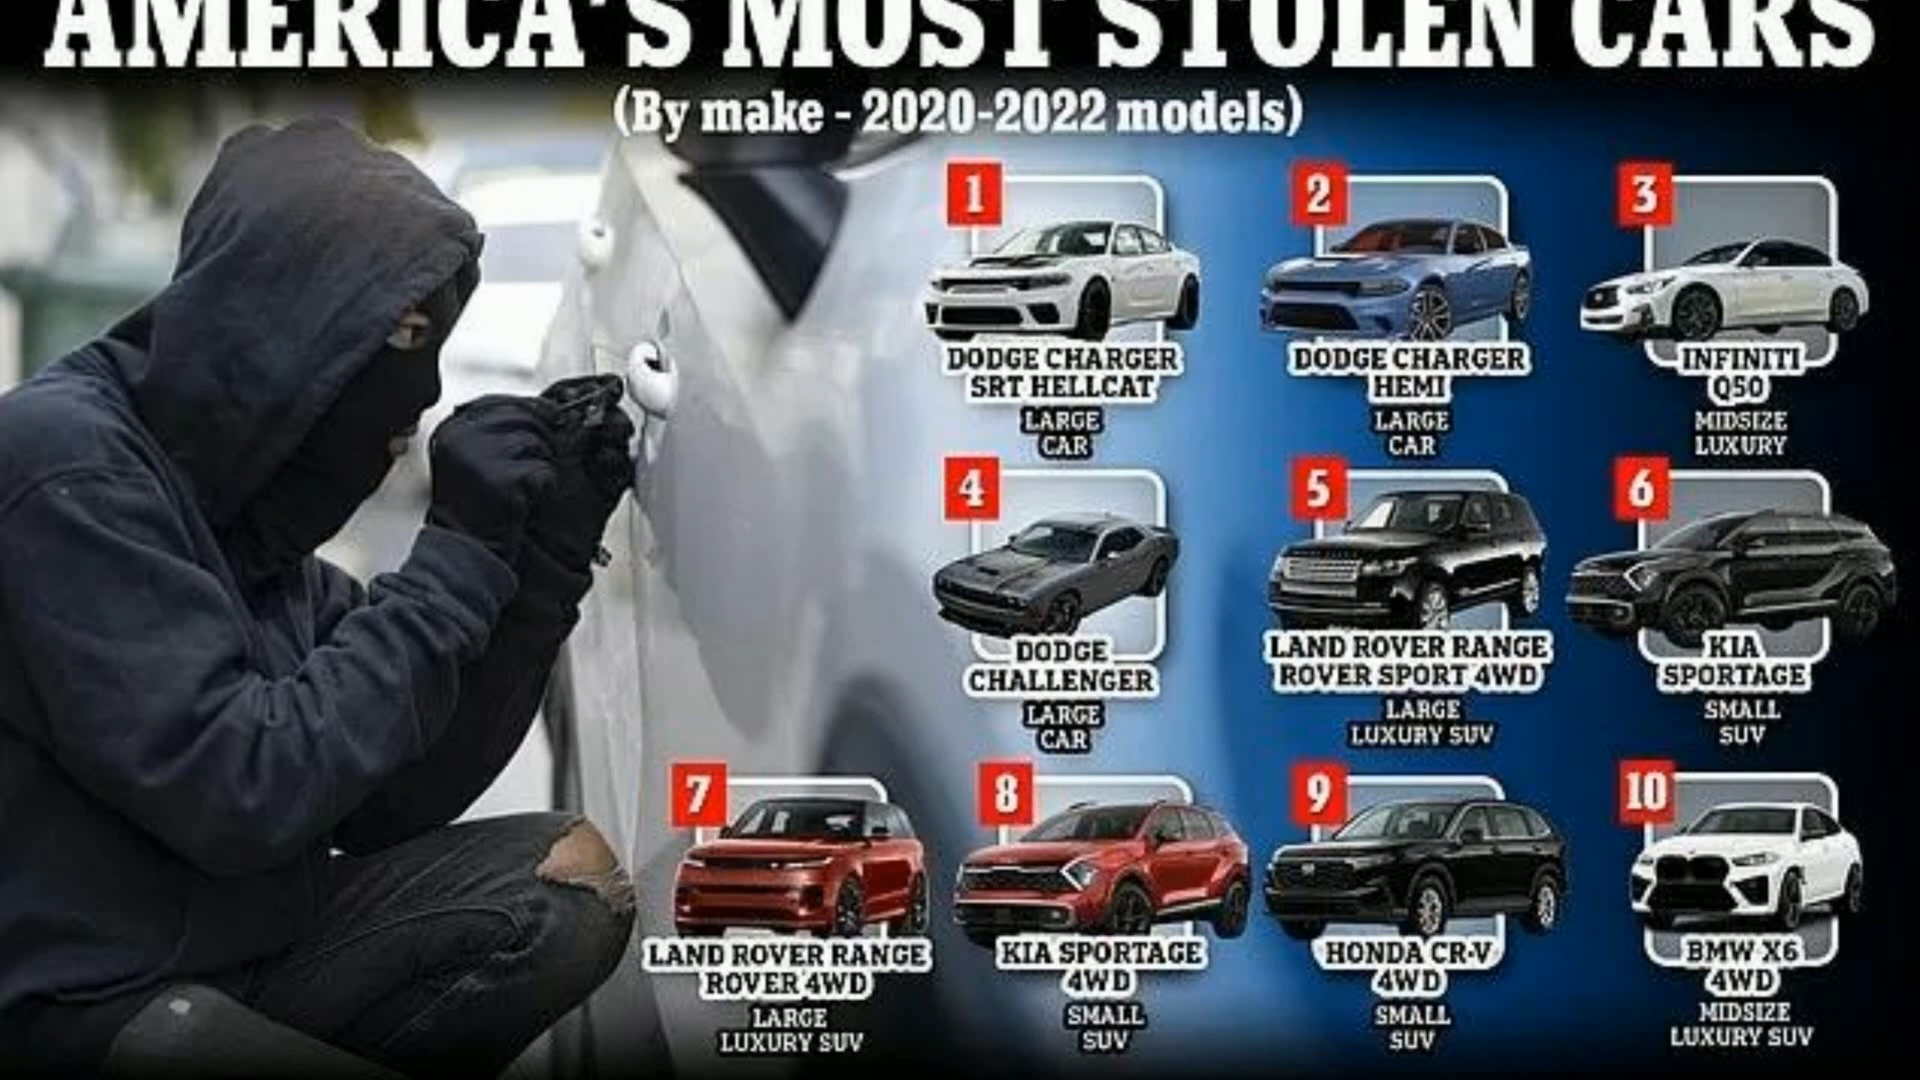 AMERICA'S MOST STOLEN CARS
(By make - 2020-2022 models)
1
DODGE CHARGER
SRT HELLCAT
LARGE
CAR
2
DODGE CHARGER
HEMI
LARGE
CAR
3
INFINITI
Q50
MIDSIZE
LUXURY
4
DODGE
CHALLENGER
LARGE
CAR
5
LAND ROVER RANGE
ROVER SPORT 4WD
LARGE
LUXURY SUV
6
KIA
SPORTAGE
SMALL
SUV
7
LAND ROVER RANGE
ROVER 4WD
LARGE
LUXURY SUV
8
KIA SPORTAGE
4WD
SMALL
SUV
9
HONDA CR-V
4WD
SMALL
SUV
10
BMW X6
4WD
MIDSIZE
LUXURY SUV